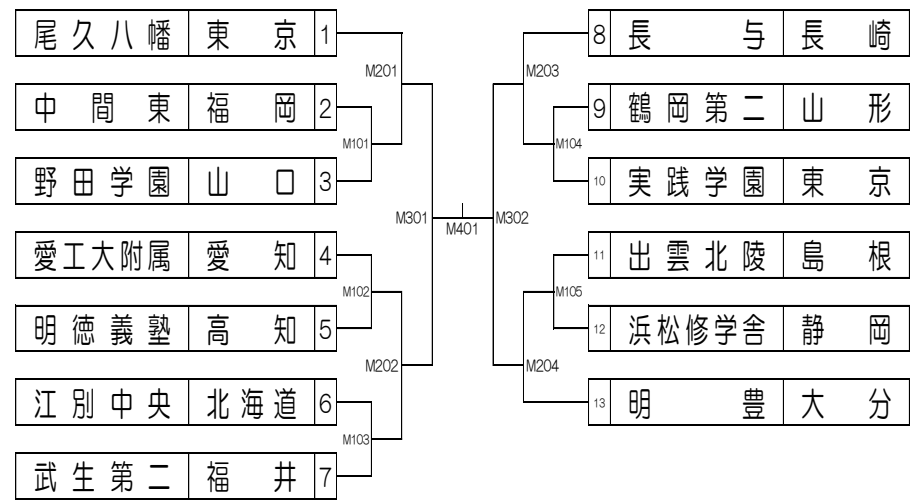 尾久八幡 東京 1
M201
中間東 福岡 2
M101
野田学園 山口 3
M301
愛工大附属 愛知 4
M102
明徳義塾 高知 5
M202
江別中央 北海道 6
M103
武生第二 福井 7
M401
8 長与 長崎
M203
9 鶴岡第二 山形
M104
10 実践学園 東京
M302
11 出雲北陵 島根
M105
12 浜松修学舎 静岡
M204
13 明豊 大分